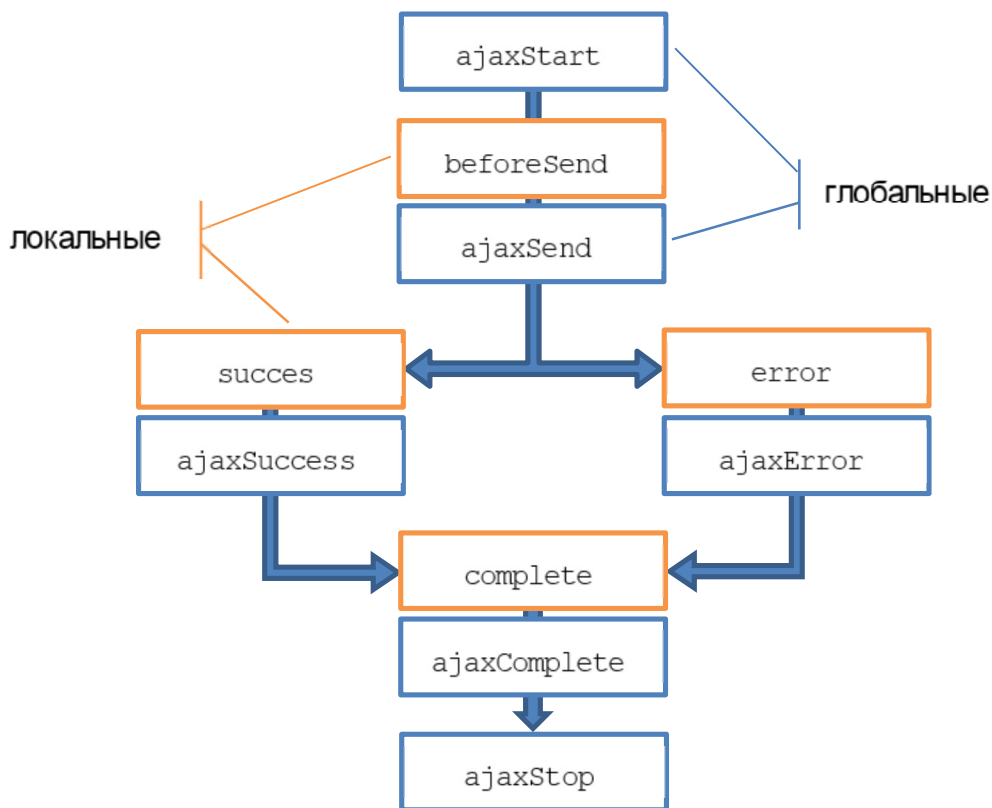 ajaxStart
beforeSend
глобальные
локальные
ajaxSend
succes
error
ajaxSuccess
ajaxError
complete
ajaxComplete
ajaxStop